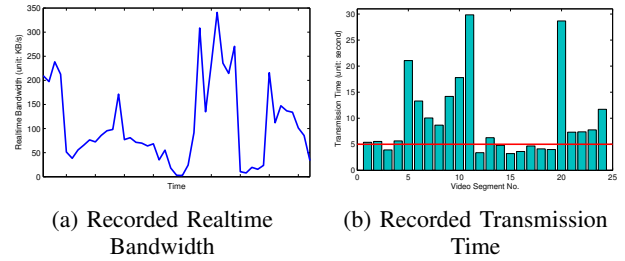 Realtime Bandwidth (unit: KB/s)
350
300
250
200
150
100
50
0
Time
(a) Recorded Realtime
Bandwidth
Transmission Time (unit: second)
30
25
20
15
10
5
0
0
5
10
15
20
25
Video Segment No.
(b) Recorded Transmission
Time